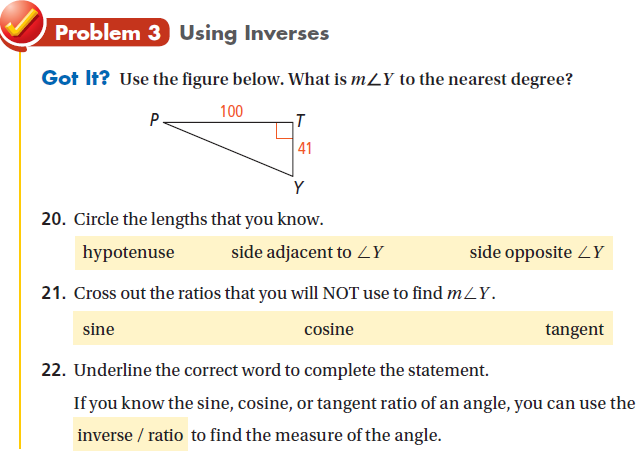 Problem 3 Using Inverses
Got It? Use the figure below. What is m∠Y to the nearest degree?
100
P
T
41
Y
20. Circle the lengths that you know.
hypotenuse side adjacent to ∠Y side opposite ∠Y
21. Cross out the ratios that you will NOT use to find m∠Y.
sine cosine tangent
22. Underline the correct word to complete the statement.
If you know the sine, cosine, or tangent ratio of an angle, you can use the
inverse / ratio to find the measure of the angle.